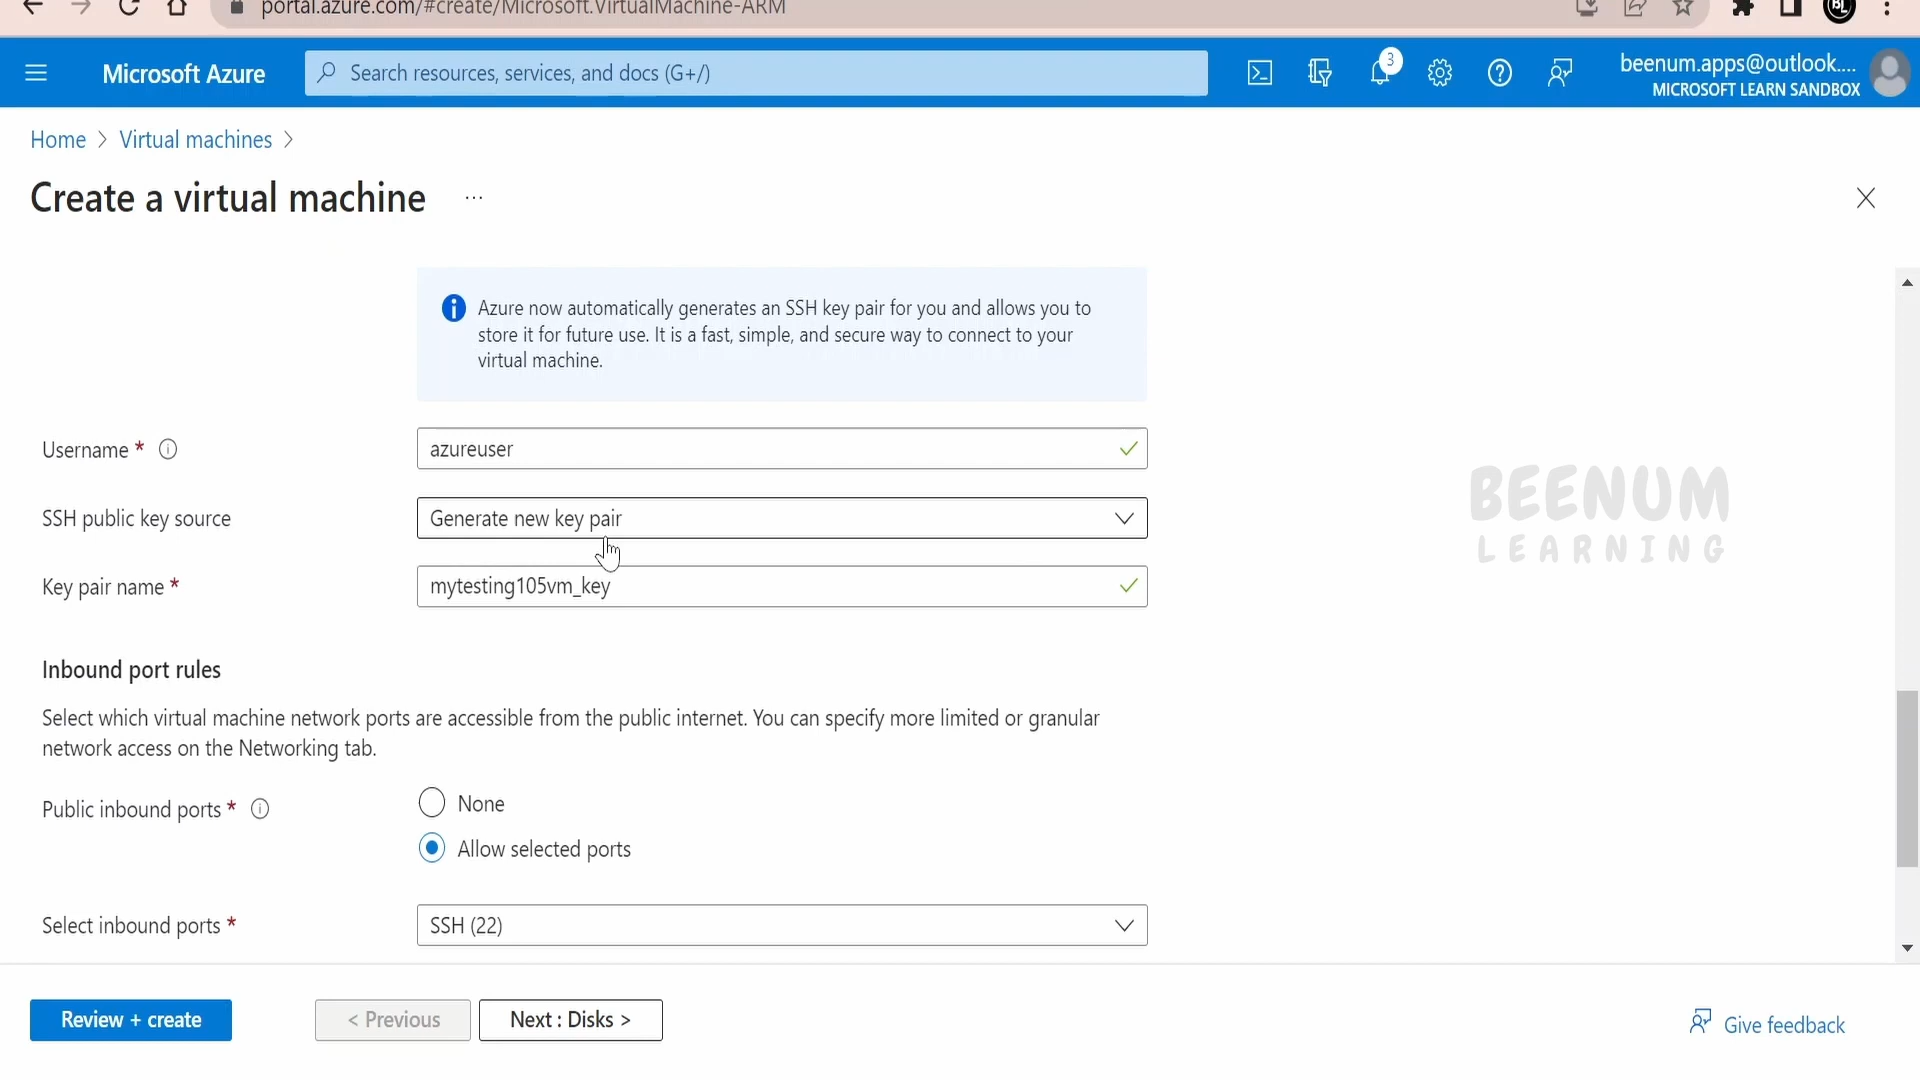 portal.azure.com/#create/Microsoft.VirtualMachine-ARM
BL
Microsoft Azure
Search resources, services, and docs (G+/)
3
beenum.apps@outlook....
MICROSOFT LEARN SANDBOX
Home > Virtual machines >
Create a virtual machine ...
Azure now automatically generates an SSH key pair for you and allows you to
store it for future use. It is a fast, simple, and secure way to connect to your
virtual machine.
Username *
azureuser
SSH public key source
Generate new key pair
Key pair name *
mytesting105vm_key
BEENUM
LEARNING
Inbound port rules
Select which virtual machine network ports are accessible from the public internet. You can specify more limited or granular
network access on the Networking tab.
Public inbound ports *
None
Allow selected ports
Select inbound ports *
SSH (22)
Review + create
< Previous
Next : Disks >
Give feedback